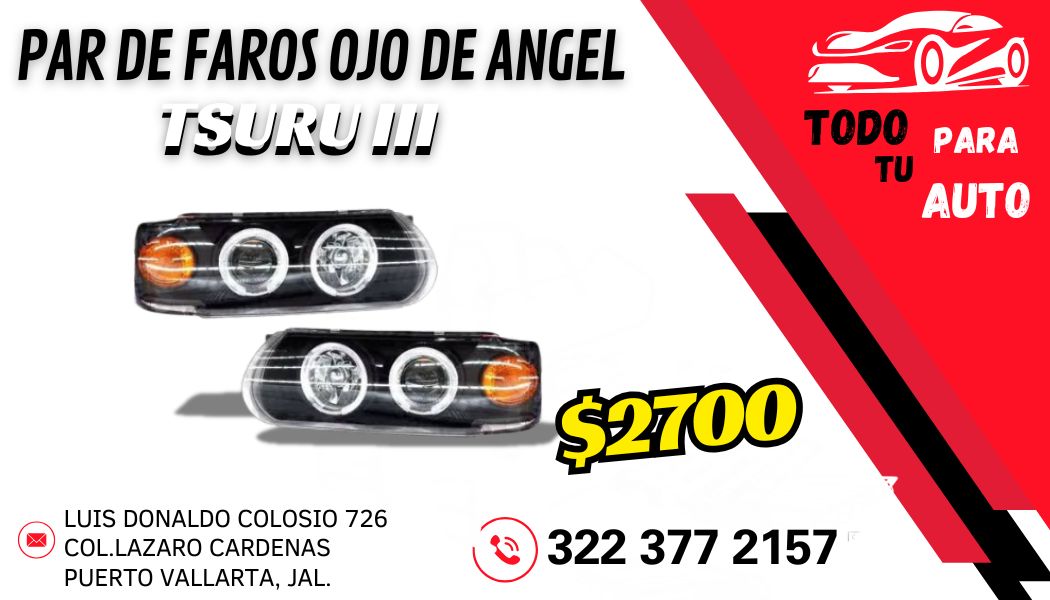 PAR DE FAROS OJO DE ANGEL
TSURU III
TODO
TU
PARA
AUTO
$2700
LUIS DONALDO COLOSIO 726
COL.LAZARO CARDENAS
PUERTO VALLARTA, JAL.
322 377 2157